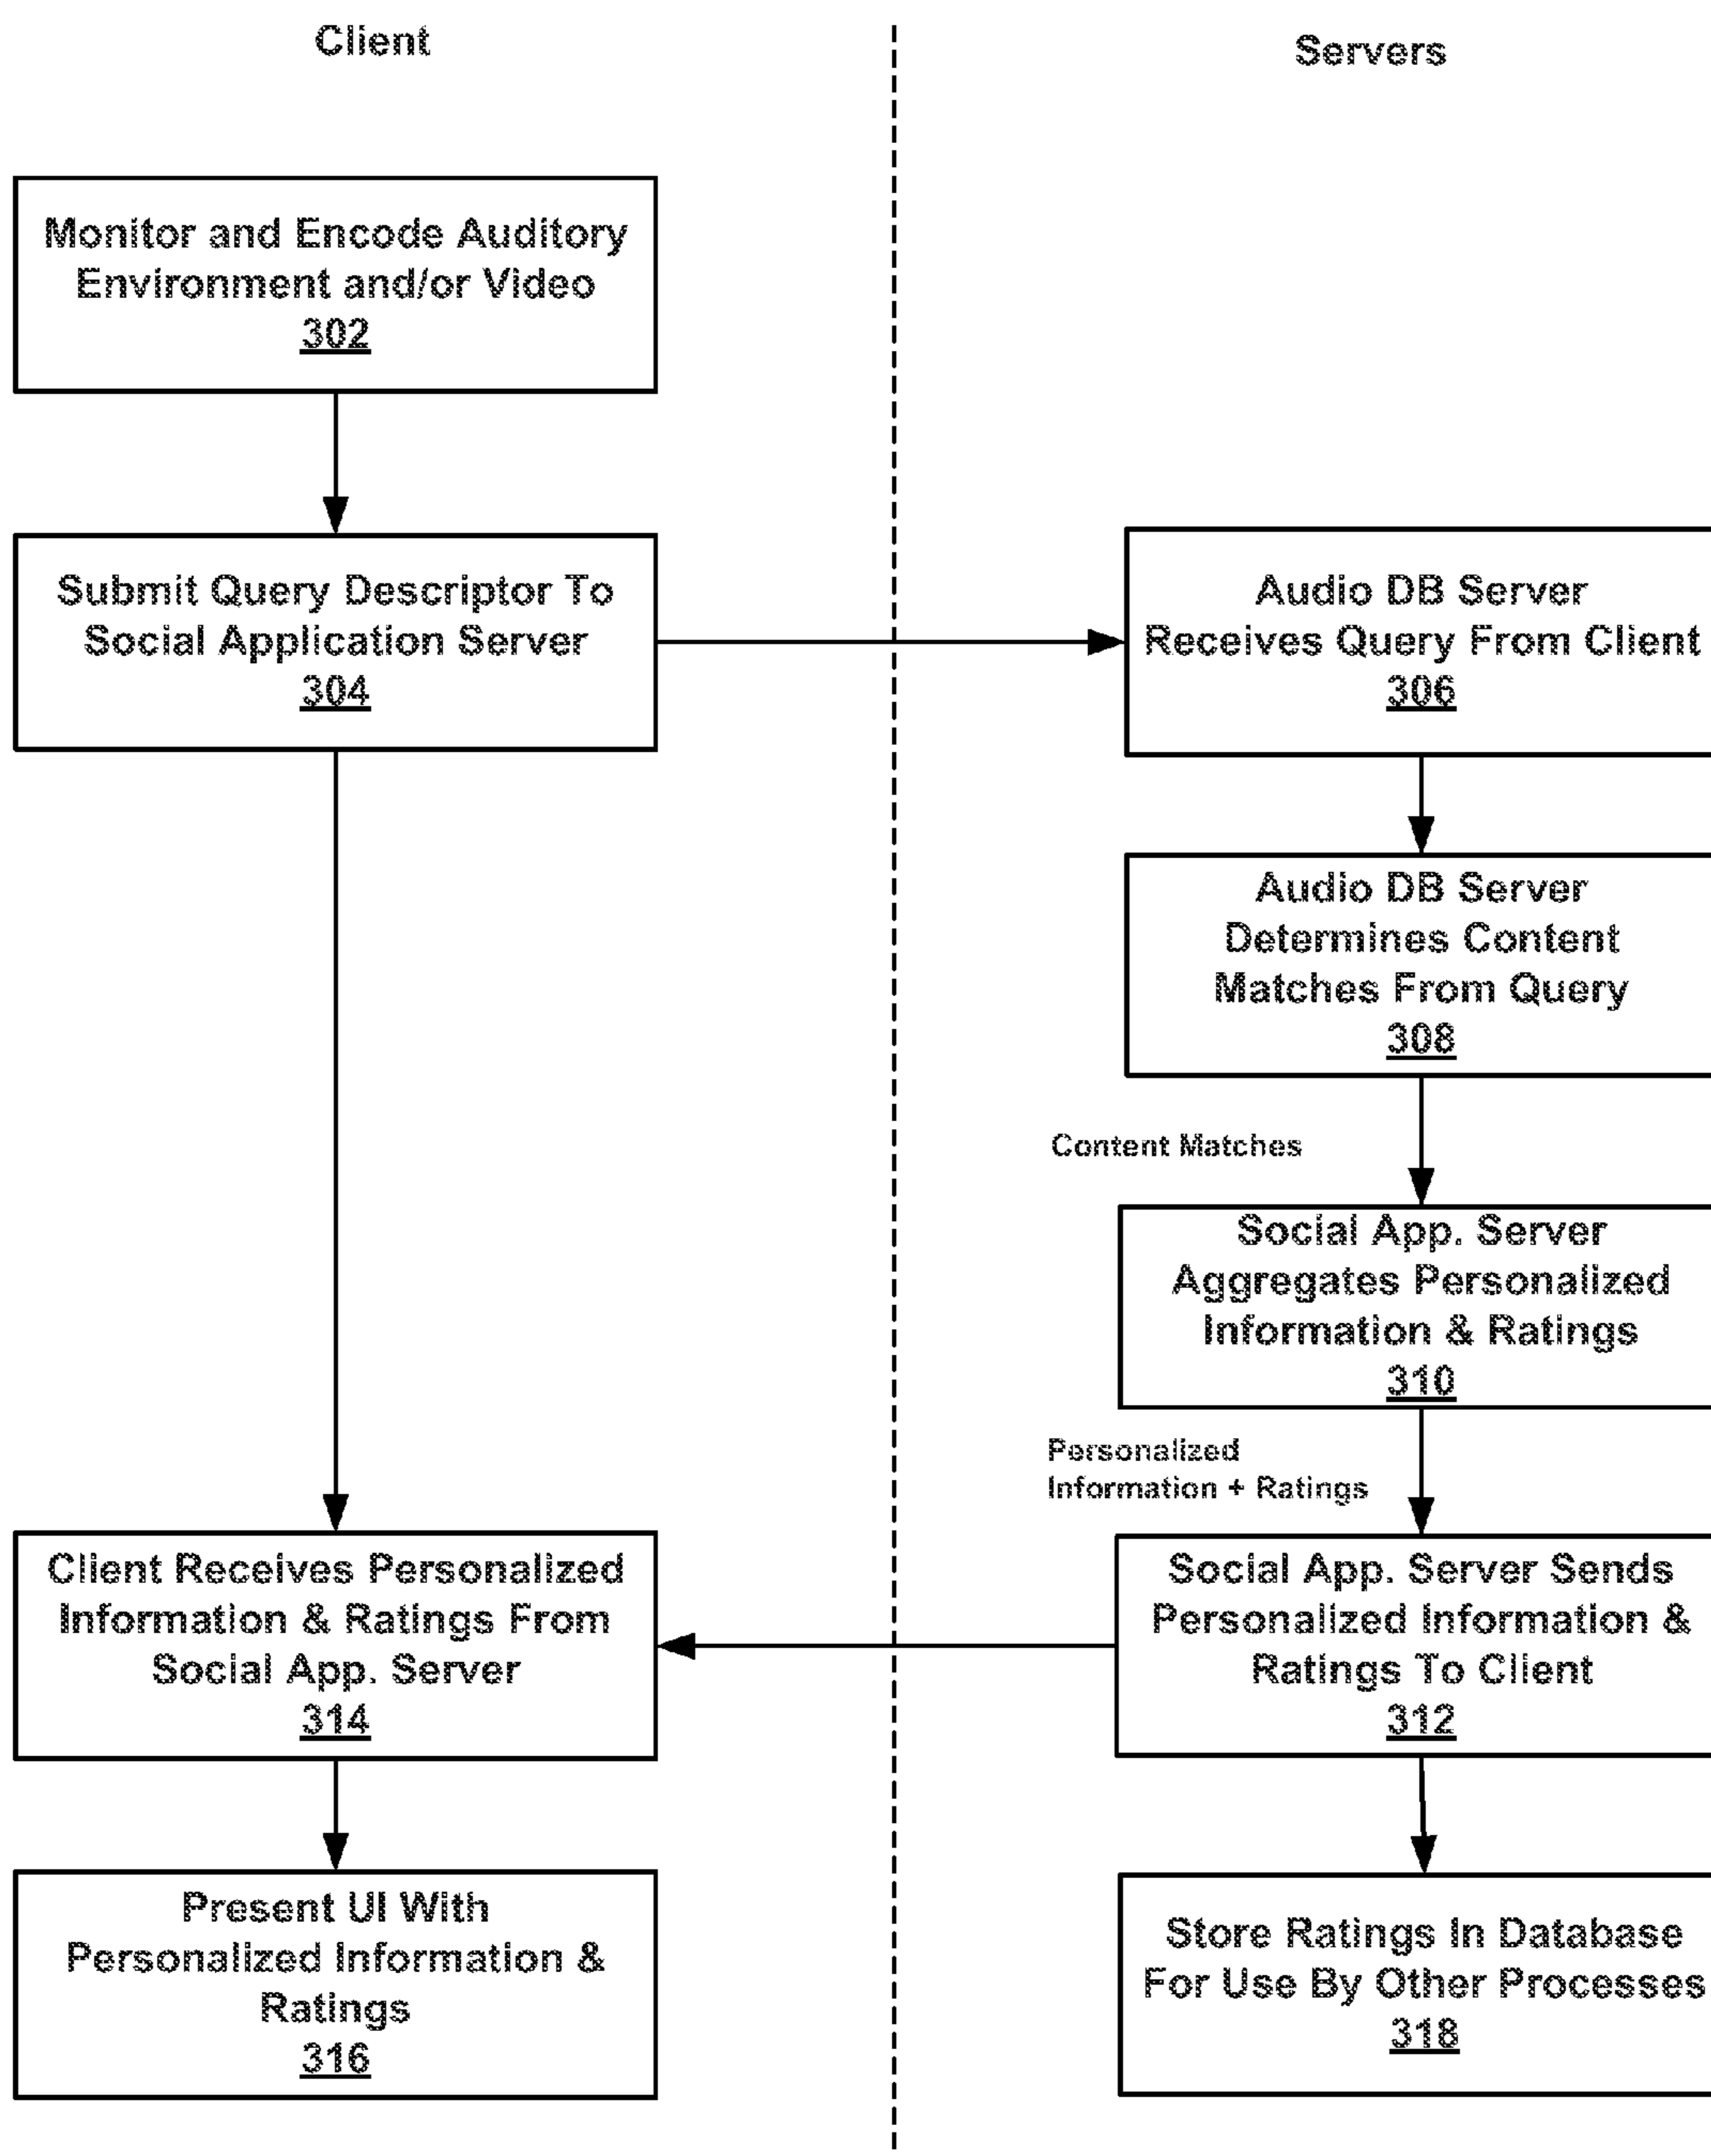 Client
Servers
Monitor and Encode Auditory
Environment and/or Video
302
Submit Query Descriptor To
Social Application Server
304
Audio DB Server
Receives Query From Client
306
Audio DB Server
Determines Content
Matches From Query
308
Content Matches
Social App. Server
Aggregates Personalized
Information & Ratings
310
Personalized
Information + Ratings
Client Receives Personalized
Information & Ratings From
Social App. Server
314
Social App. Server Sends
Personalized Information &
Ratings To Client
312
Present UI With
Personalized Information &
Ratings
316
Store Ratings In Database
For Use By Other Processes
318